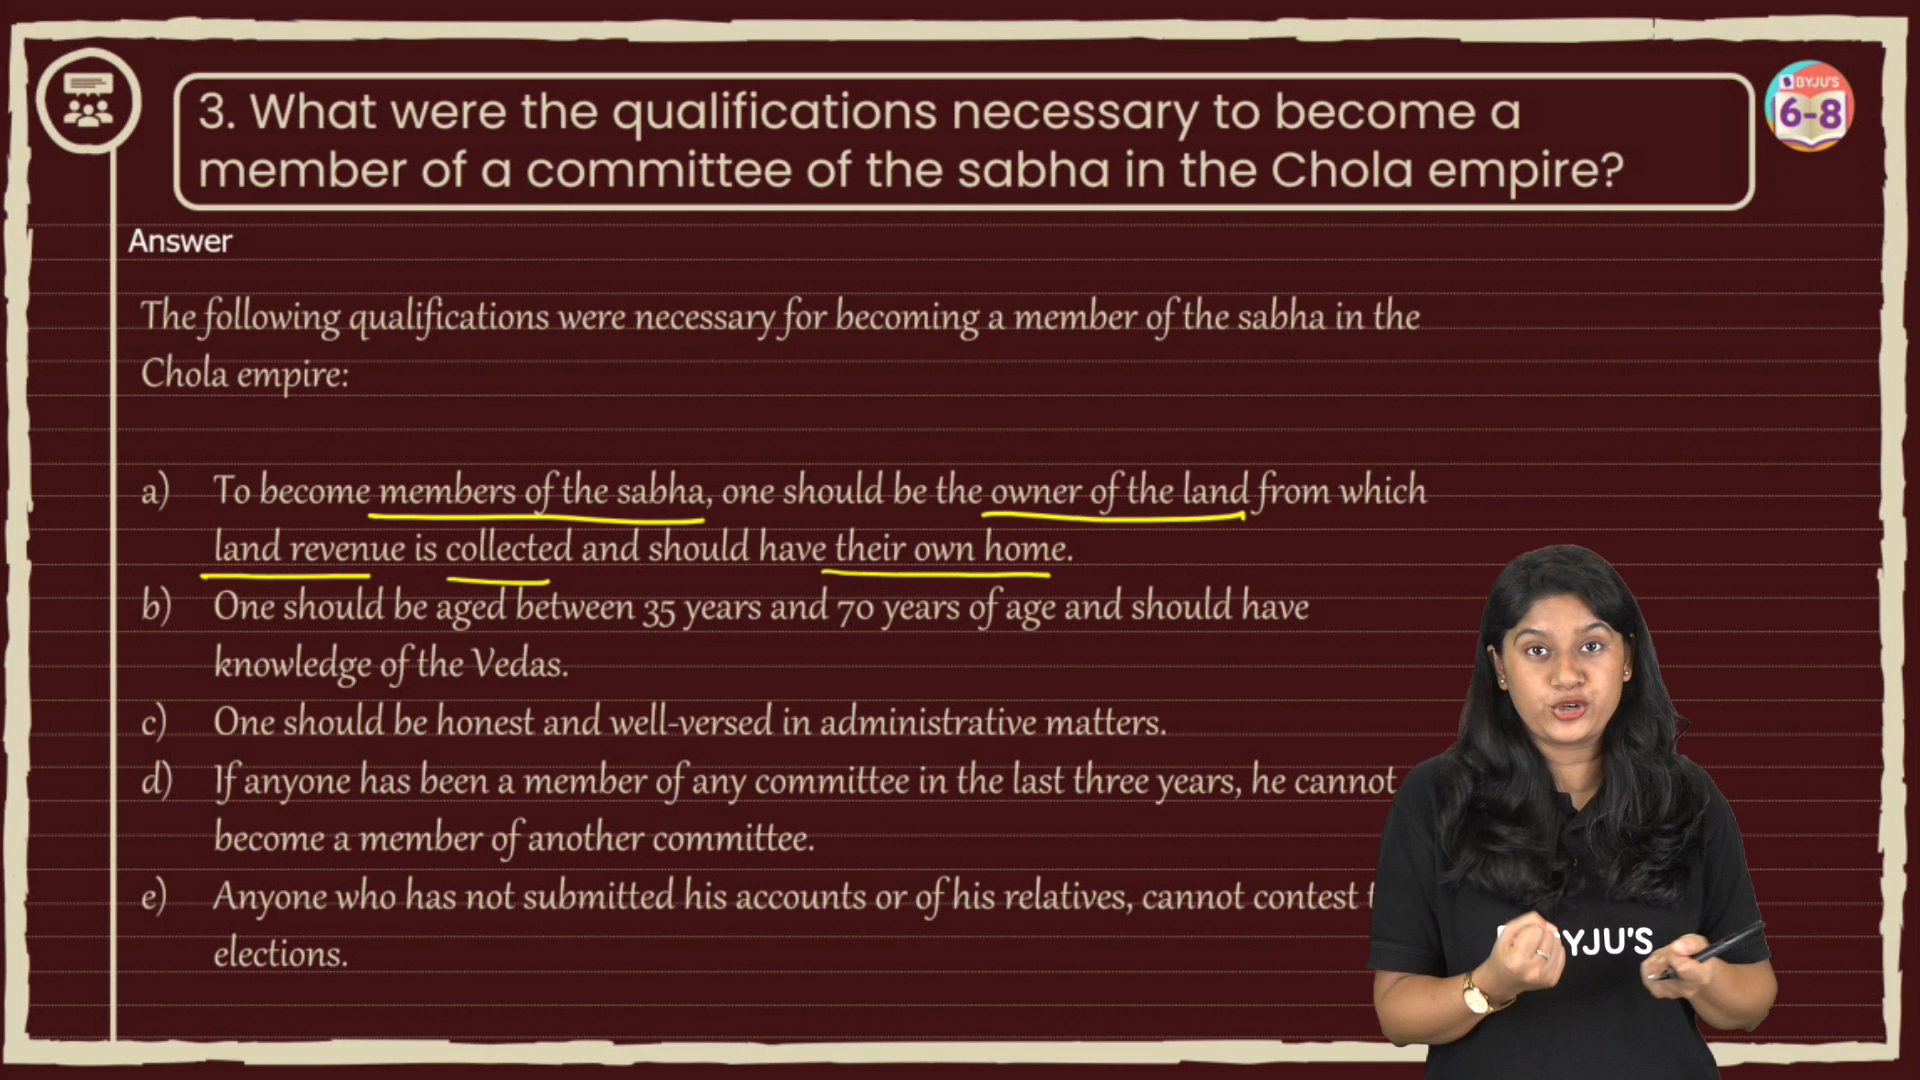 BYJU'S
6-8
3. What were the qualifications necessary to become a
member of a committee of the sabha in the Chola empire?
Answer
The following qualifications were necessary for becoming a member of the sabha in the
Chola empire:
a) To become members of the sabha, one should be the owner of the land from which
land revenue is collected and should have their own home.
b) One should be aged between 35 years and 70 years of age and should have
knowledge of the Vedas.
c) One should be honest and well-versed in administrative matters.
d) If anyone has been a member of any committee in the last three years, he cannot
become a member of another committee.
e) Anyone who has not submitted his accounts or of his relatives, cannot contest
elections.
YJU'S